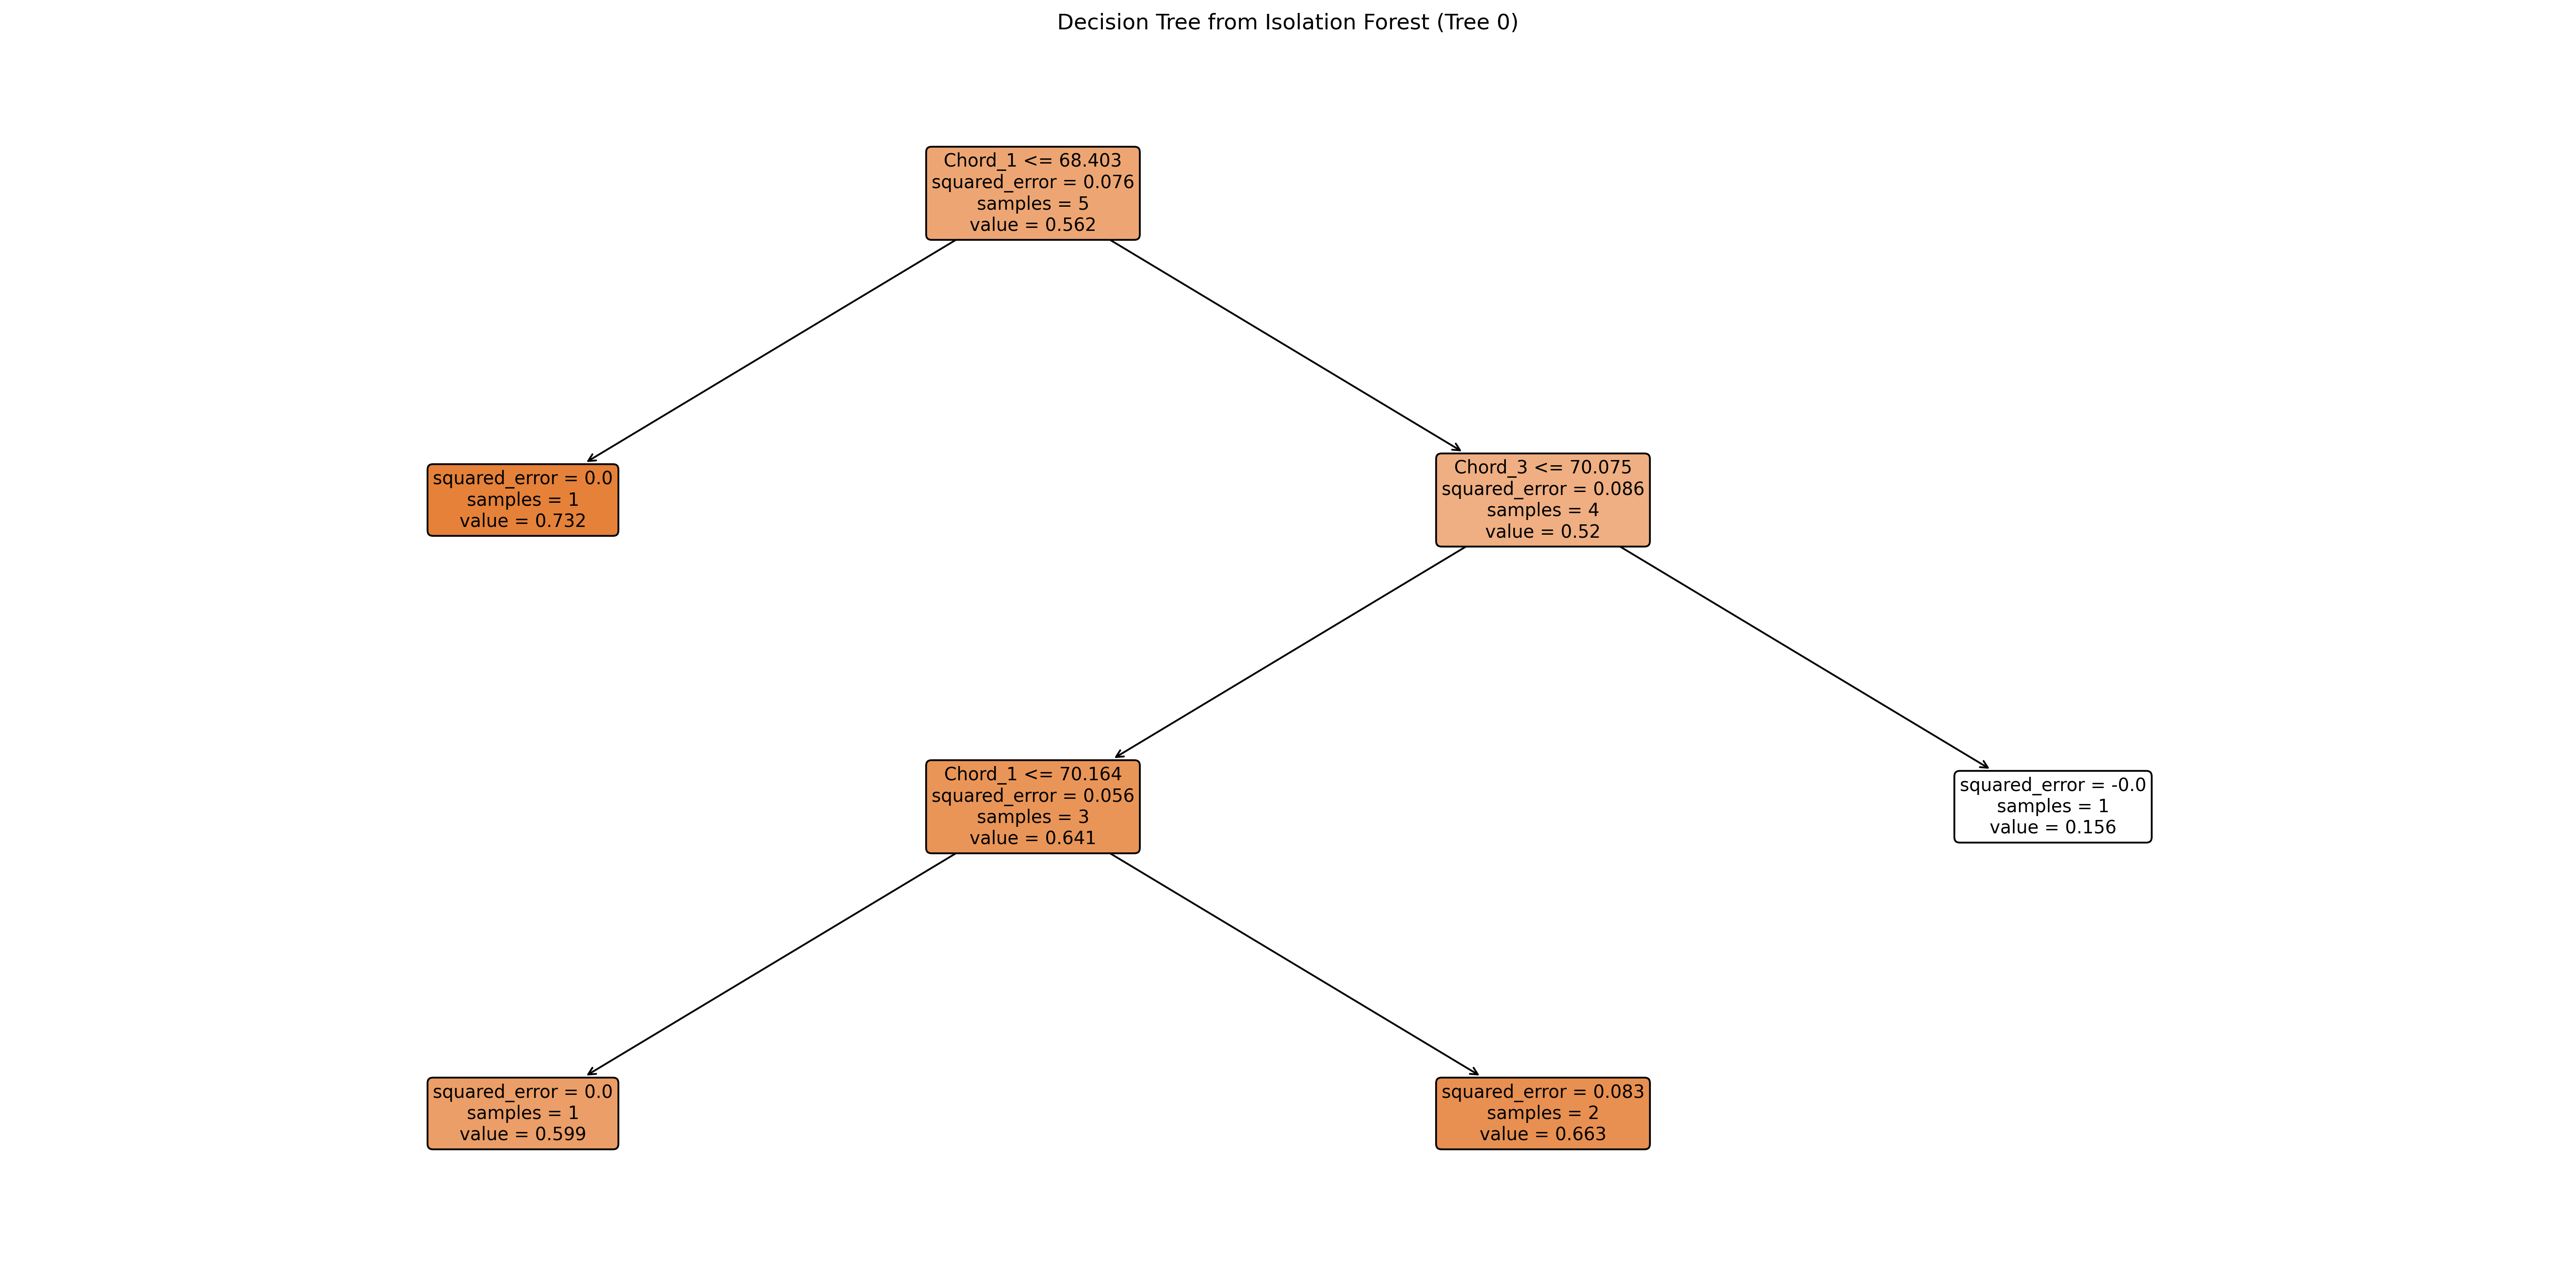 Decision Tree from Isolation Forest (Tree 0)
Chord_1 <= 68.403
squared_error = 0.076
samples = 5
value = 0.562
squared_error = 0.0
samples = 1
value = 0.732
Chord_3 <= 70.075
squared_error = 0.086
samples = 4
value = 0.52
Chord_1 <= 70.164
squared_error = 0.056
samples = 3
value = 0.641
squared_error = -0.0
samples = 1
value = 0.156
squared_error = 0.0
samples = 1
value = 0.599
squared_error = 0.083
samples = 2
value = 0.663